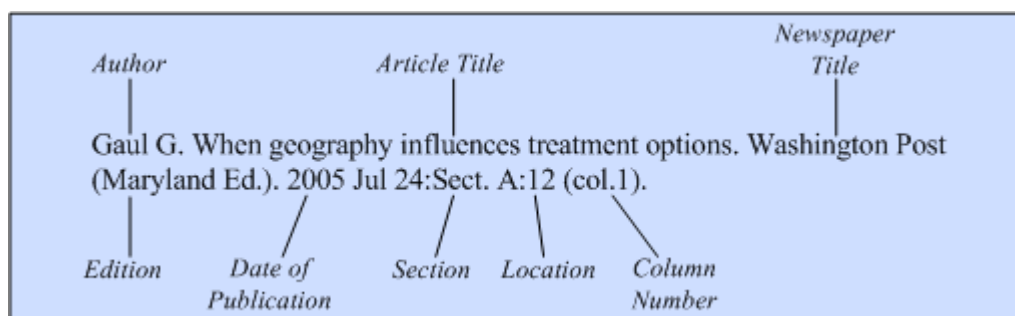 Newspaper
Author Article Title Title
Gaul G. When geography influences treatment options. Washington Post
(Maryland Ed.). 2005 Jul 24:Sect. A:12 (col.1).
Edition Date of Section Location Column
Publication Number